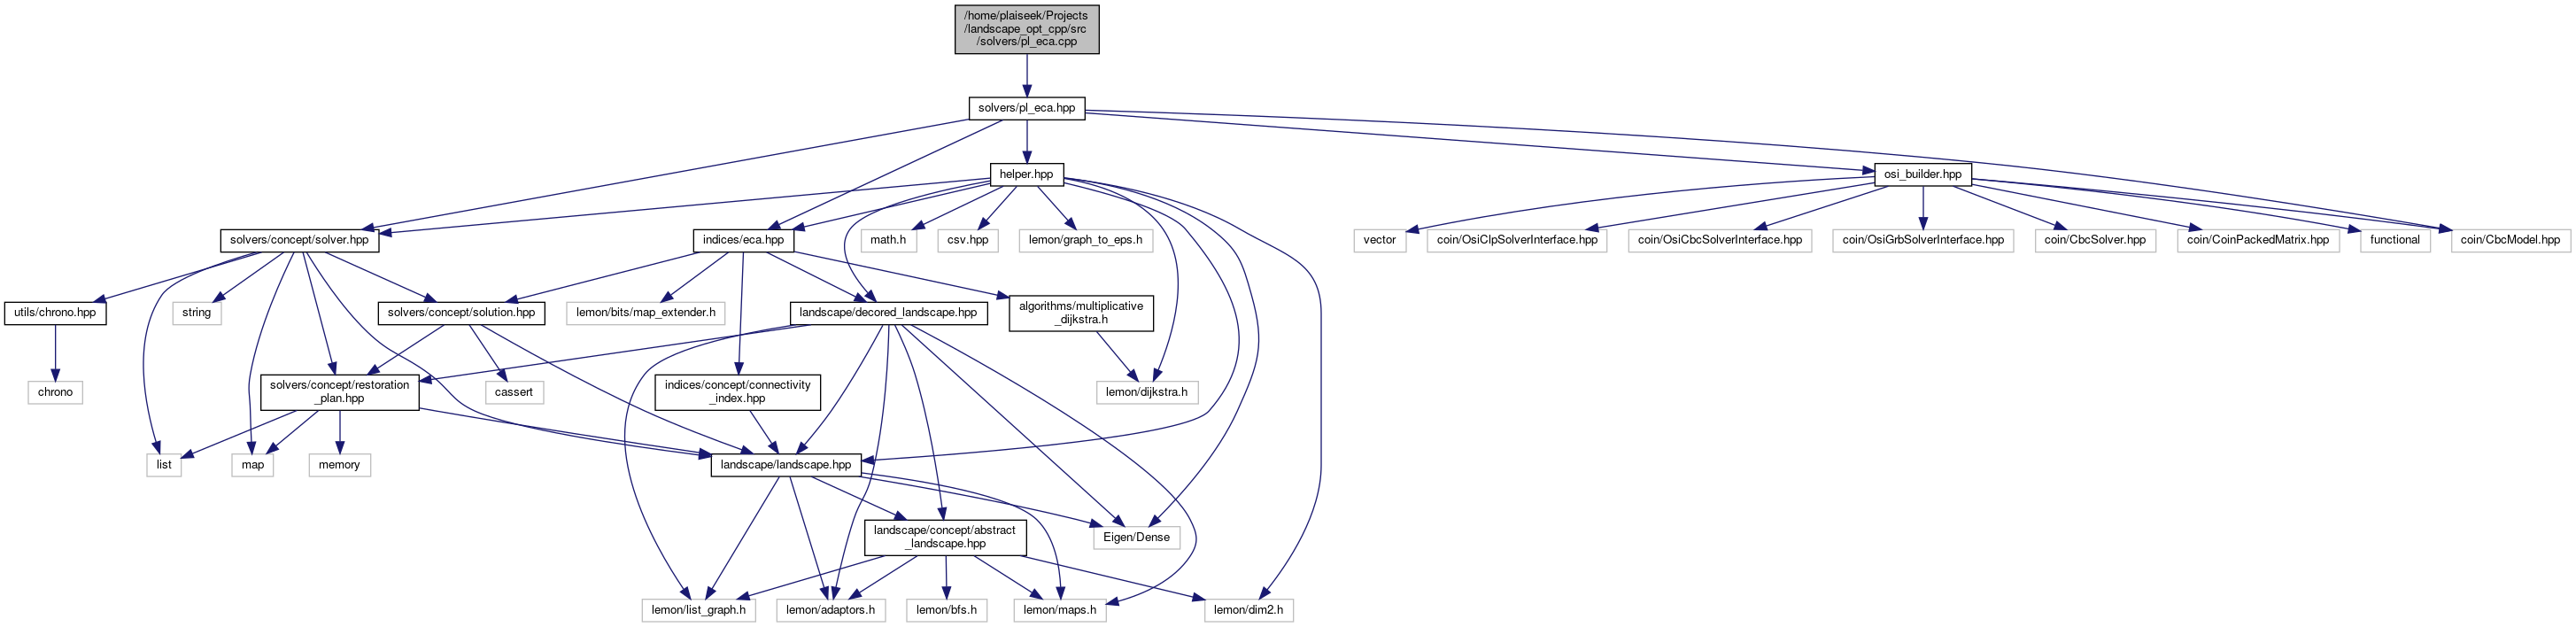 /home/plaiseek/Projects
/landscape_opt_cpp/src
/solvers/pl_eca.cpp
solvers/pl_eca.hpp
helper.hpp
osi_builder.hpp
solvers/concept/solver.hpp
indices/eca.hpp
math.h
csv.hpp
lemon/graph_to_eps.h
vector
coin/OsiClpSolverInterface.hpp
coin/OsiCbcSolverInterface.hpp
coin/OsiGrbSolverInterface.hpp
coin/CbcSolver.hpp
coin/CoinPackedMatrix.hpp
functional
coin/CbcModel.hpp
utils/chrono.hpp
string
solvers/concept/solution.hpp
lemon/bits/map_extender.h
landscape/decored_landscape.hpp
algorithms/multiplicative
_dijkstra.h
chrono
solvers/concept/restoration
_plan.hpp
cassert
indices/concept/connectivity
_index.hpp
lemon/dijkstra.h
list
map
memory
landscape/landscape.hpp
landscape/concept/abstract
_landscape.hpp
Eigen/Dense
lemon/list_graph.h
lemon/adaptors.h
lemon/bfs.h
lemon/maps.h
lemon/dim2.h